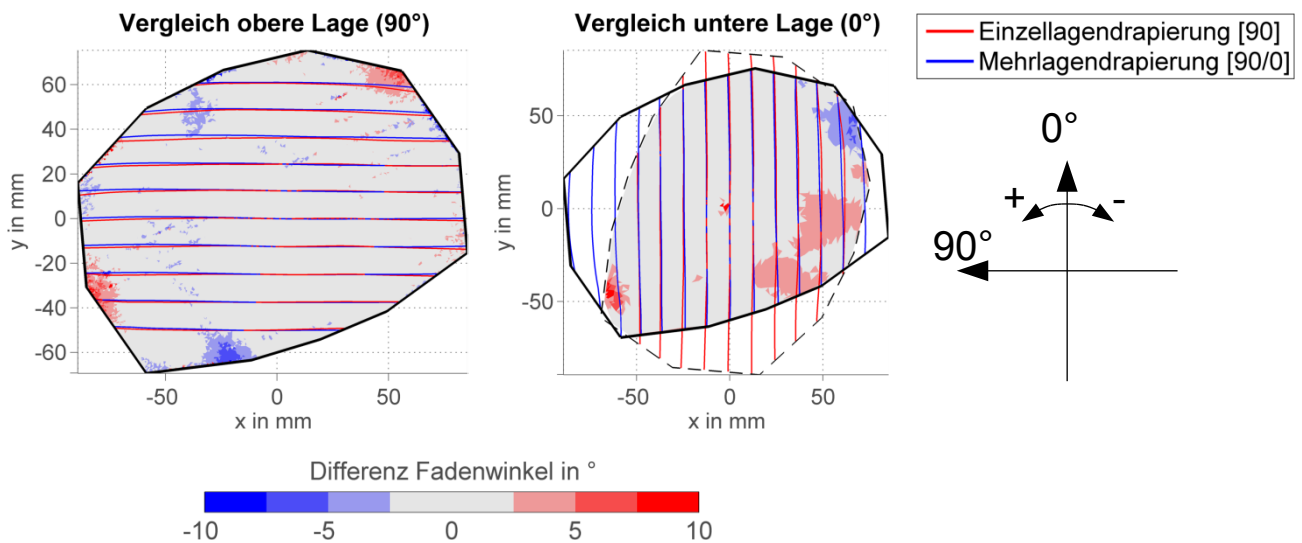 Vergleich obere Lage (90°)
60
40
20
0
-20
-40
-60
y in mm
-50
0
50
x in mm
Vergleich untere Lage (0°)
50
0
-50
y in mm
-50
0
50
x in mm
Einzellagendrapierung [90]
Mehrlagendrapierung [90/0]
0°
+
-
90°
Differenz Fadenwinkel in °
-10
-5
0
5
10